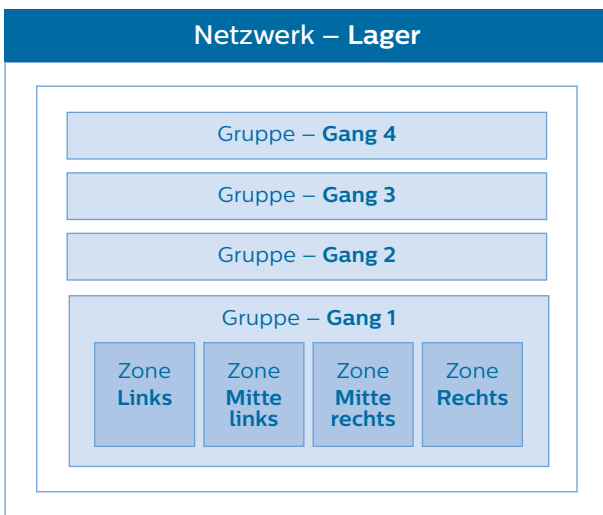 Netzwerk – Lager
Gruppe – Gang 4
Gruppe – Gang 3
Gruppe – Gang 2
Gruppe – Gang 1
Zone
Links
Zone
Mitte
links
Zone
Mitte
rechts
Zone
Rechts